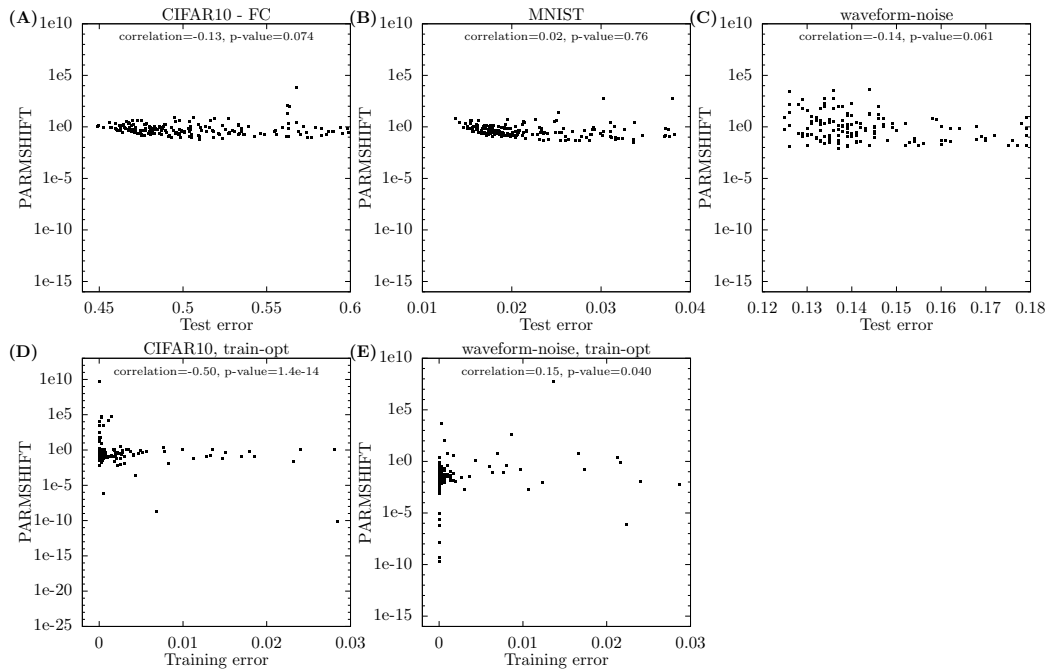 (A)
CIFAR10 - FC
correlation=-0.13, p-value=0.074
1e10
1e5
1e0
1e-5
1e-10
1e-15
PARMSHIFT
0.45
0.5
0.55
0.6
Test error
(B)
MNIST
correlation=0.02, p-value=0.76
1e10
1e5
1e0
1e-5
1e-10
1e-15
PARMSHIFT
0.01
0.02
0.03
0.04
Test error
(C)
waveform-noise
correlation=-0.14, p-value=0.061
1e10
1e5
1e0
1e-5
1e-10
1e-15
PARMSHIFT
0.12
0.13
0.14
0.15
0.16
0.17
0.18
Test error
(D)
CIFAR10, train-opt
correlation=-0.50, p-value=1.4e-14
1e10
1e5
1e0
1e-5
1e-10
1e-15
1e-20
1e-25
PARMSHIFT
0
0.01
0.02
0.03
Training error
(E)
waveform-noise, train-opt
correlation=0.15, p-value=0.040
1e10
1e5
1e0
1e-5
1e-10
1e-15
PARMSHIFT
0
0.01
0.02
0.03
Training error